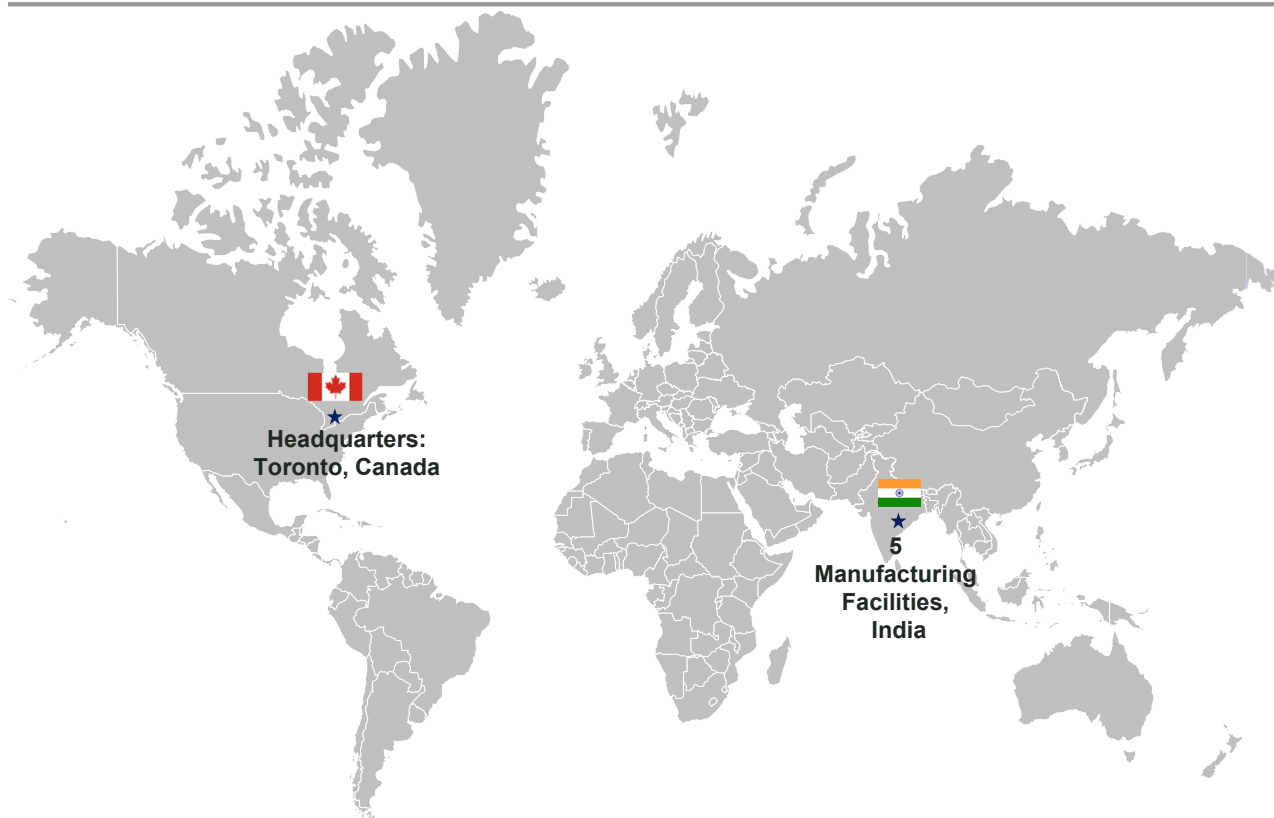 Headquarters:
Toronto, Canada
5
Manufacturing
Facilities,
India